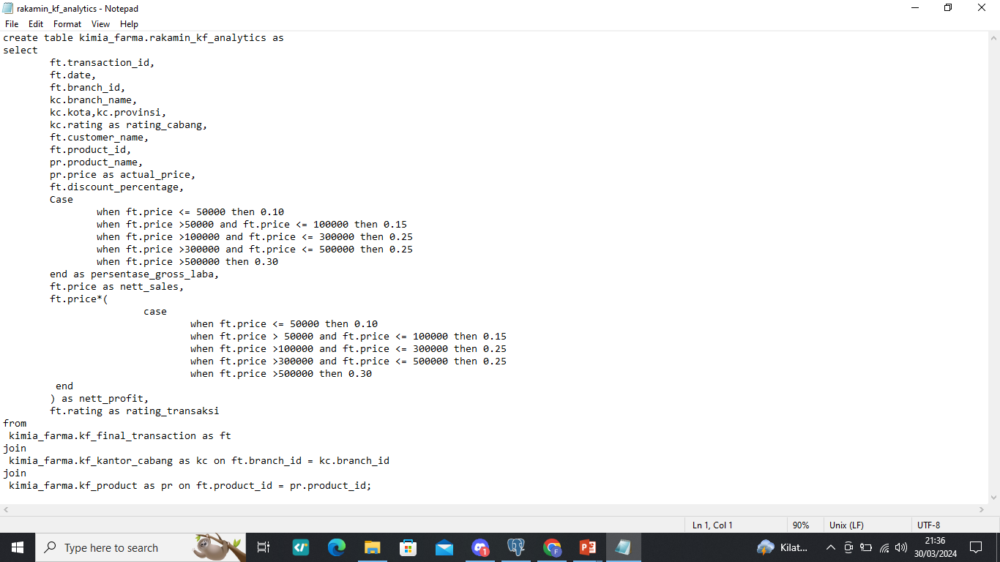 rakamin_kf_analytics - Notepad
File Edit Format View Help
create table kimia_farma.rakamin_kf_analytics as
select
ft.transaction_id,
ft.date,
ft.branch_id,
kc.branch_name,
kc.kota,kc.provinsi,
kc.rating as rating_cabang,
ft.customer_name,
ft.product_id,
pr.product_name,
pr.price as actual_price,
ft.discount_percentage,
Case
when ft.price <= 50000 then 0.10
when ft.price >50000 and ft.price <= 100000 then 0.15
when ft.price >100000 and ft.price <= 300000 then 0.25
when ft.price >300000 and ft.price <= 500000 then 0.25
when ft.price >500000 then 0.30
end as persentase_gross_laba,
ft.price as nett_sales,
ft.price*(
case
when ft.price <= 50000 then 0.10
when ft.price > 50000 and ft.price <= 100000 then 0.15
when ft.price >100000 and ft.price <= 300000 then 0.25
when ft.price >300000 and ft.price <= 500000 then 0.25
when ft.price >500000 then 0.30
end
) as nett_profit,
ft.rating as rating_transaksi
from
kimia_farma.kf_final_transaction as ft
join
kimia_farma.kf_kantor_cabang as kc on ft.branch_id = kc.branch_id
join
kimia_farma.kf_product as pr on ft.product_id = pr.product_id;
Ln 1, Col 1 90% Unix (LF) UTF-8
Type here to search
Kilat...
21:36
30/03/2024